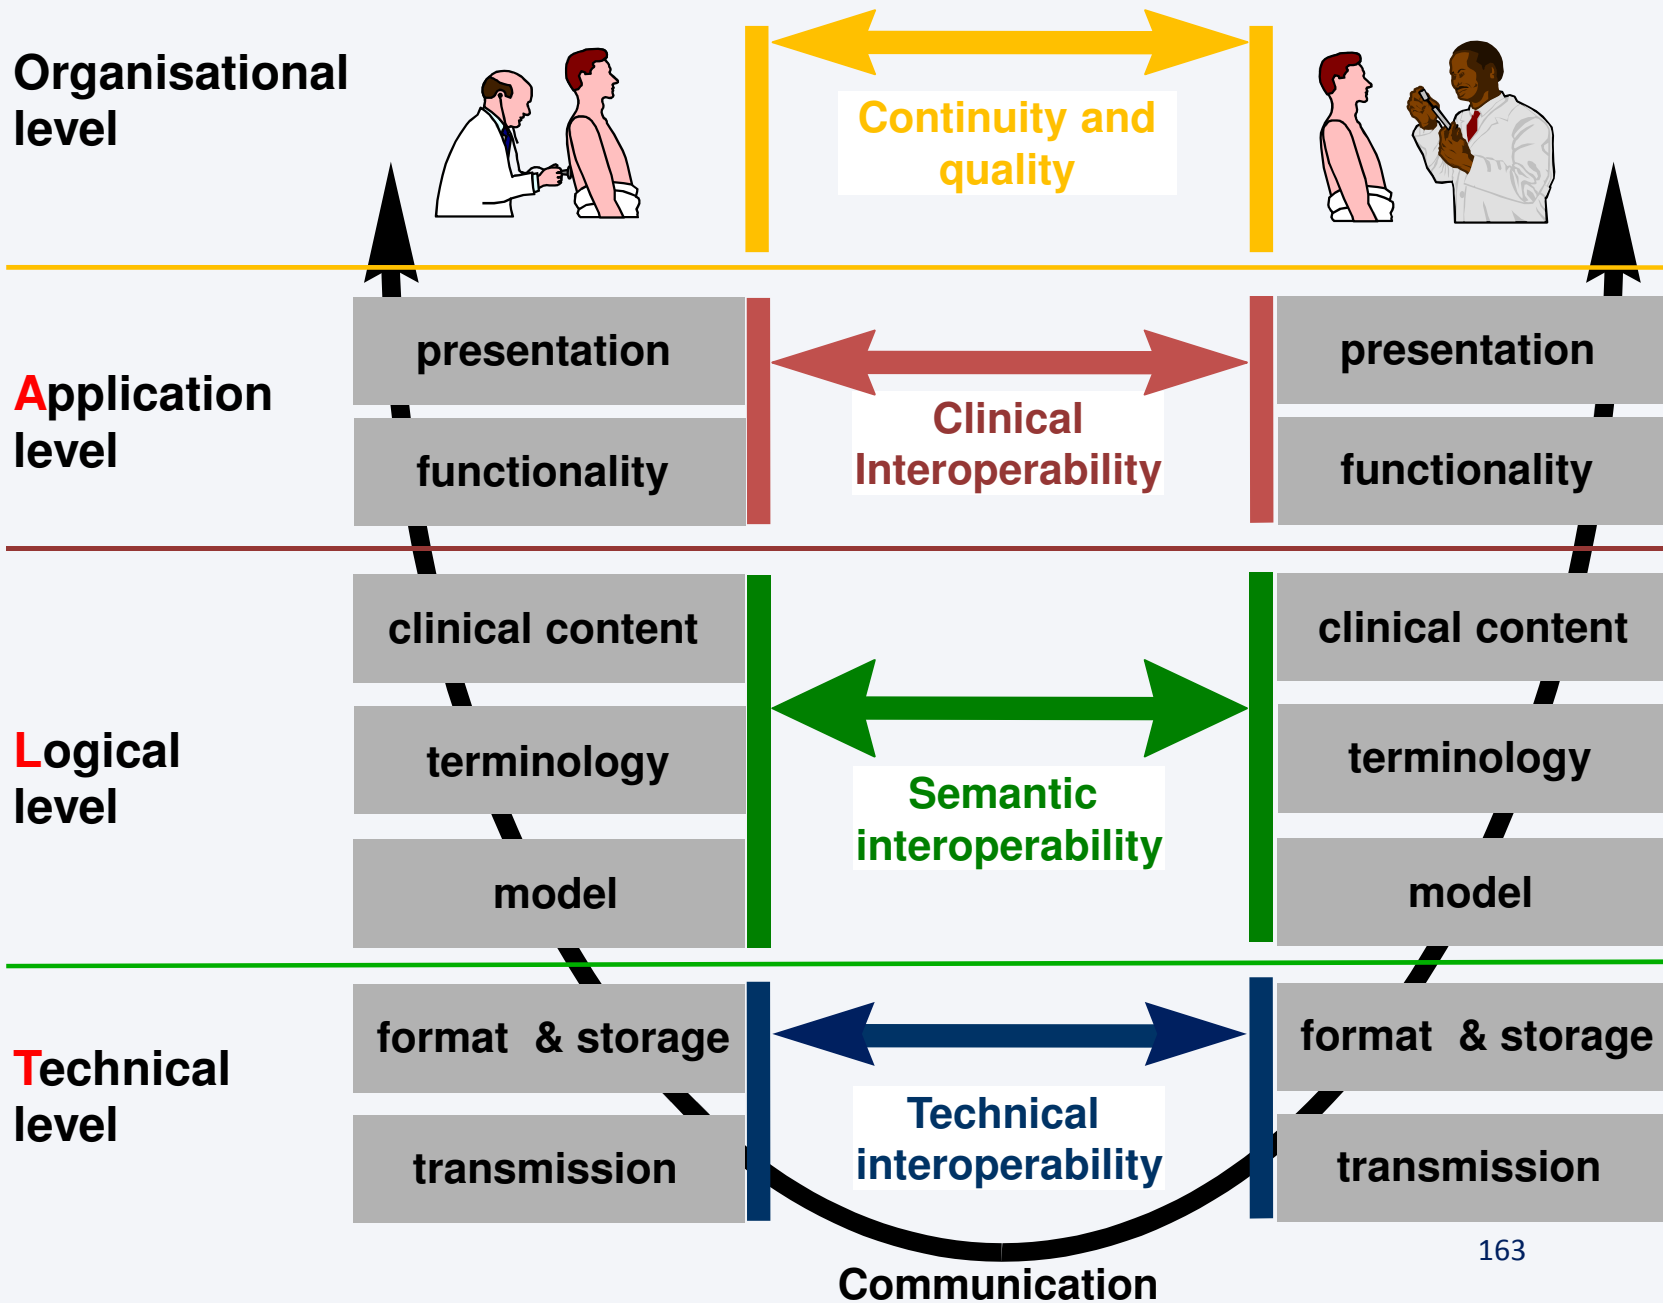 Organisational
level
Continuity and
quality
Application
level
presentation
functionality
Clinical
Interoperability
presentation
functionality
Logical
level
clinical content
terminology
model
Semantic
interoperability
clinical content
terminology
model
Technical
level
format & storage
transmission
Technical
interoperability
format & storage
transmission
Communication
163